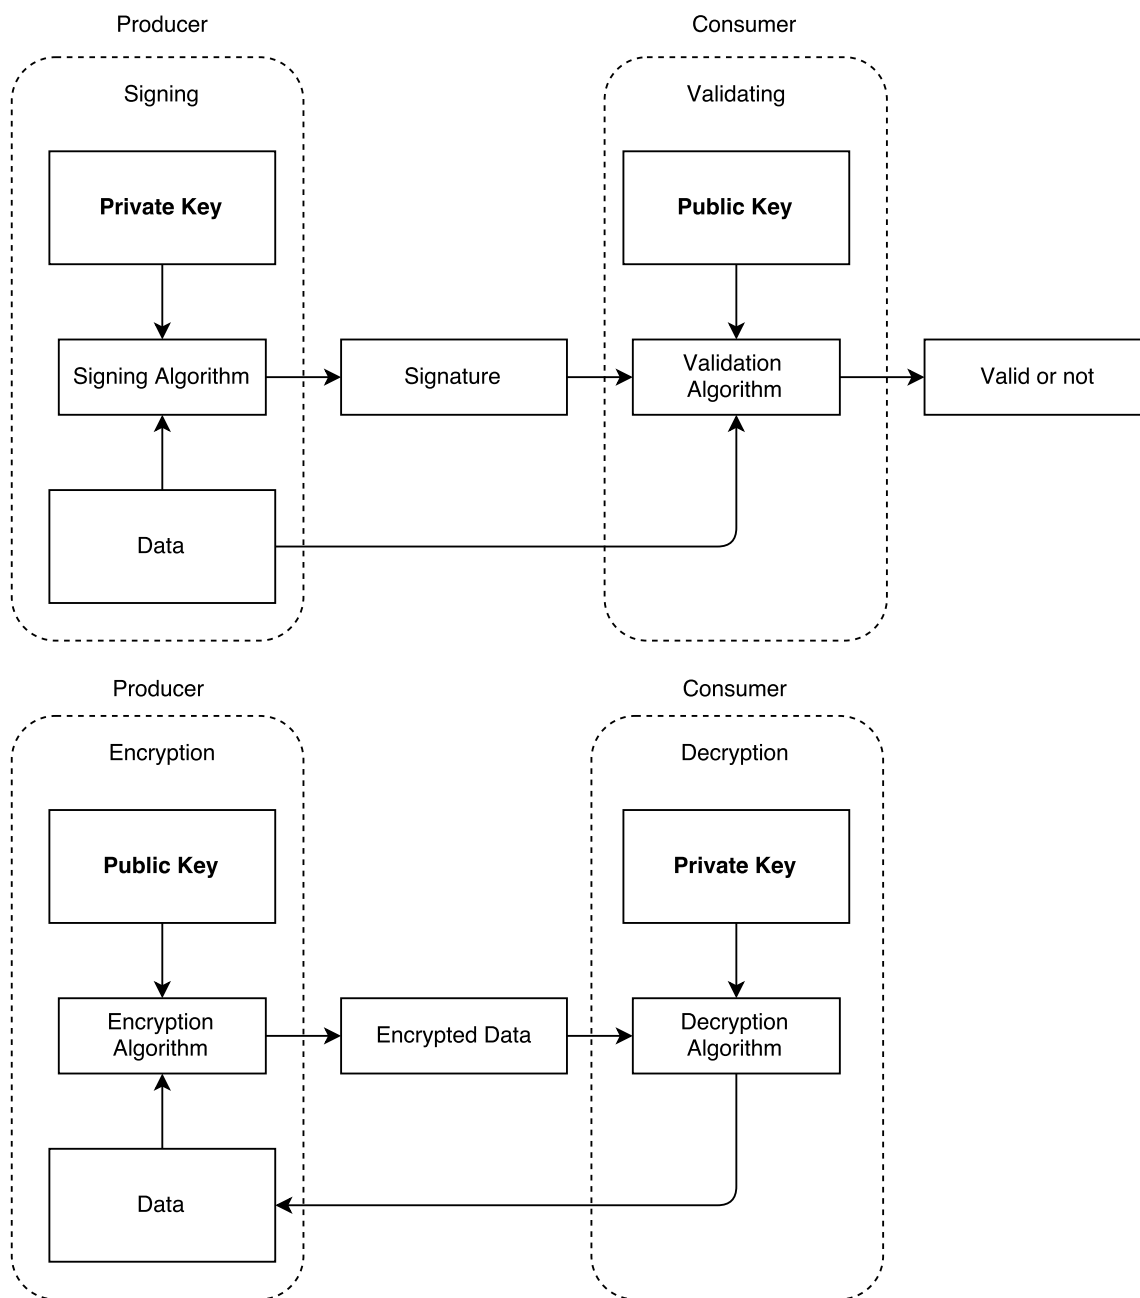 Producer
Consumer
Signing
Validating
Private Key
Public Key
Signing Algorithm
Signature
Validation
Algorithm
Valid or not
Data
Producer
Consumer
Encryption
Decryption
Public Key
Private Key
Encryption
Algorithm
Encrypted Data
Decryption
Algorithm
Data